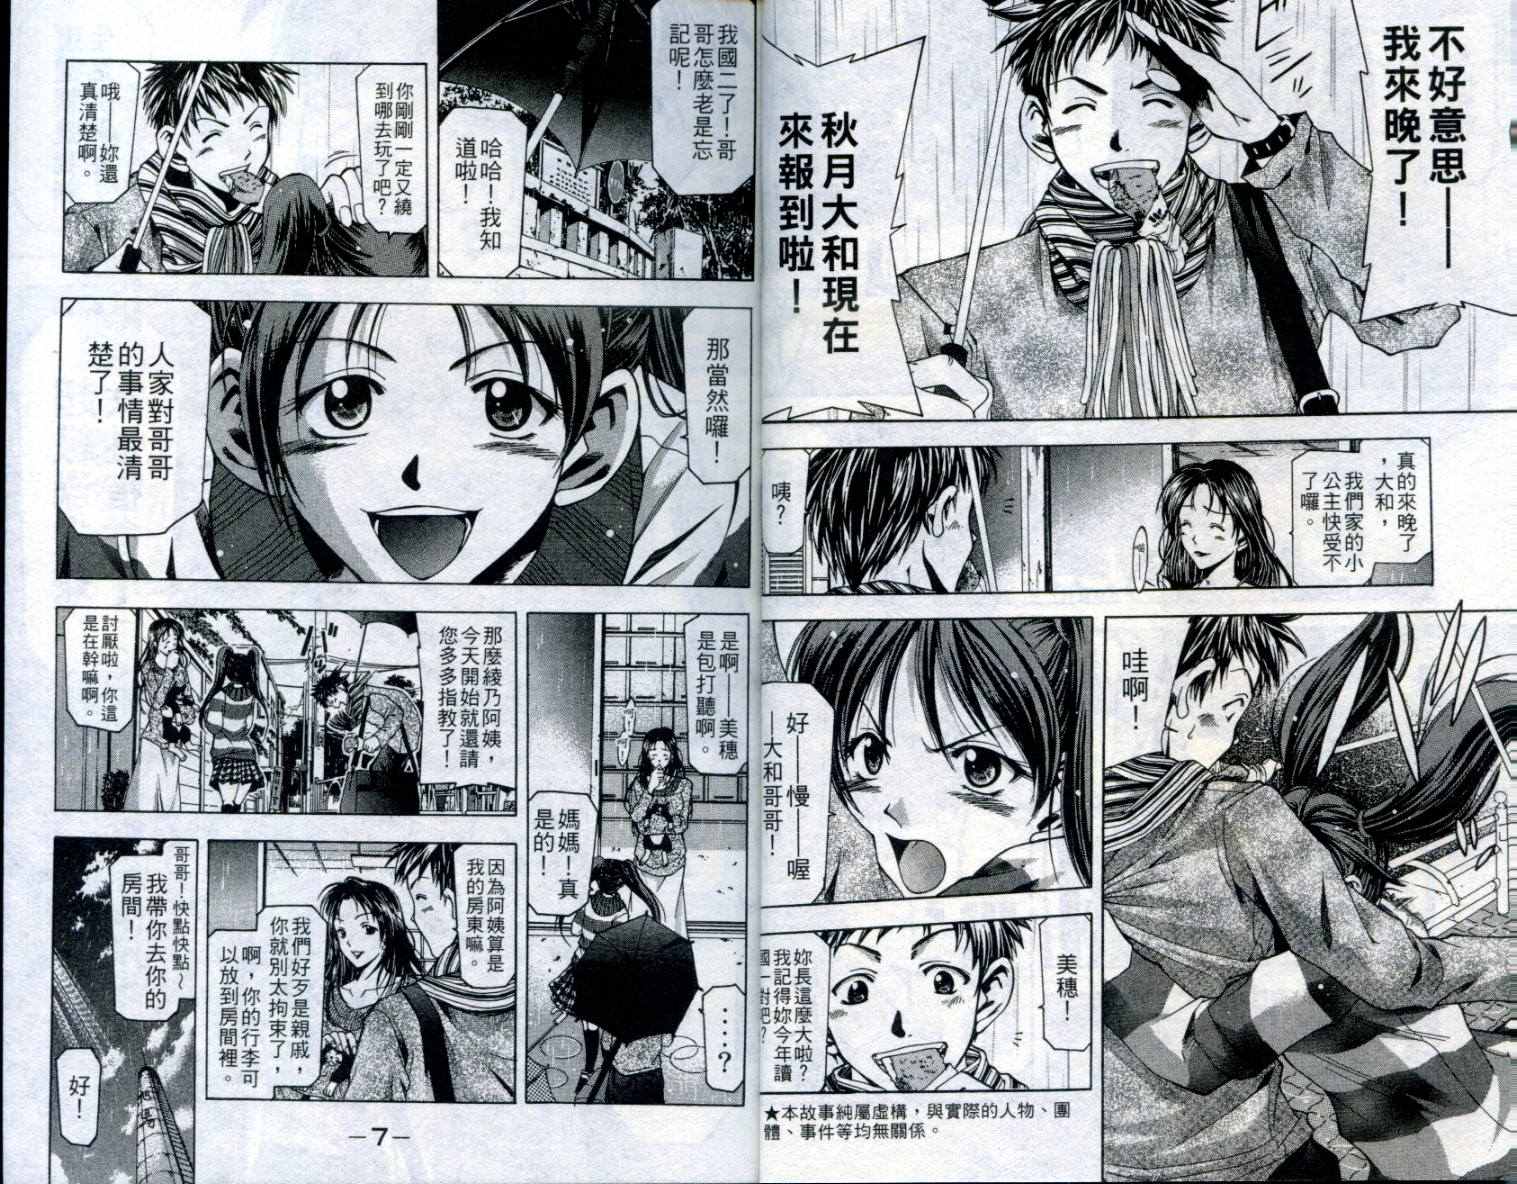 不好意思——
我來晚了！
秋月大和現在
來報到啦！
真的來晚了
，大和，
我們家的小
公主快受不
了囉。
咦？
哇啊！
好——慢——喔
—大和哥哥！
美穗！
妳長這麼大啦？
我記得妳今年讀
國一對吧？
★本故事純屬虛構，與實際的人物、團
體、事件等均無關係。
我國二了！哥
哥怎麼老是忘
記呢！
哈哈！我知
道啦！
你剛剛一定又繞
到哪去玩了吧？
哦——妳還
真清楚啊。
那當然囉！
人家對哥哥
的事情最清
楚了！
是啊——美穗
是包打聽啊。
媽媽！真
是的！
……？
那麼綾乃阿姨，
今天開始就還請
您多多指教了！
討厭啦，你這
是在幹嘛啊。
因為阿姨算是
我的房東嘛。
我們好歹是親戚，
你就別太拘束了，
啊，你的行李可
以放到房間裡。
哥哥！快點快點~
我帶你去你的
房間！
好！
—7—